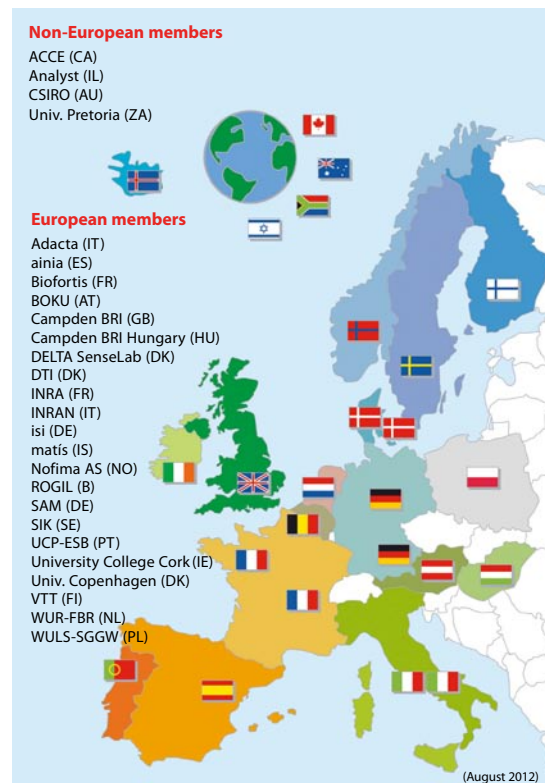 Non-European members
ACCE (CA)
Analyst (IL)
CSIRO (AU)
Univ. Pretoria (ZA)
European members
Adacta (IT)
ainia (ES)
Biofortis (FR)
BOKU (AT)
Campden BRI (GB)
Campden BRI Hungary (HU)
DELTA SenseLab (DK)
DTI (DK)
INRA (FR)
INRAN (IT)
isi (DE)
matís (IS)
Nofima AS (NO)
ROGIL (B)
SAM (DE)
SIK (SE)
UCP-ESB (PT)
University College Cork (IE)
Univ. Copenhagen (DK)
VTT (FI)
WUR-FBR (NL)
WULS-SGGW (PL)
(August 2012)